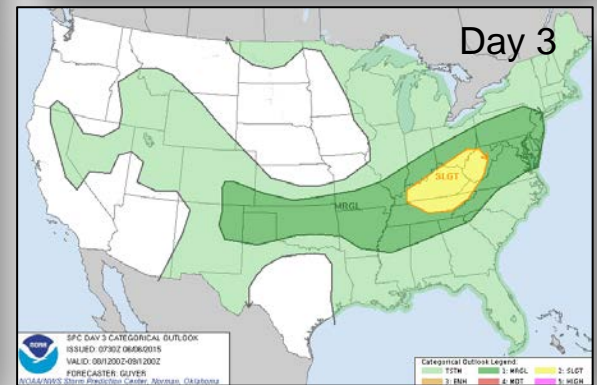 Day 3
SLGT
MRGL
NOAA
SPC DAY 3 CATEGORICAL OUTLOOK
ISSUED: 0730Z 06/06/2015
VALID: 08/1200Z-09/1200Z
FORECASTER: GUYER
NOAA/NWS Storm Prediction Center, Norman, Oklahoma
Categorical Outlook Legend:
TSTM 1: MRGL 2: SLGT
3: ENH 4: MDT 5: HIGH